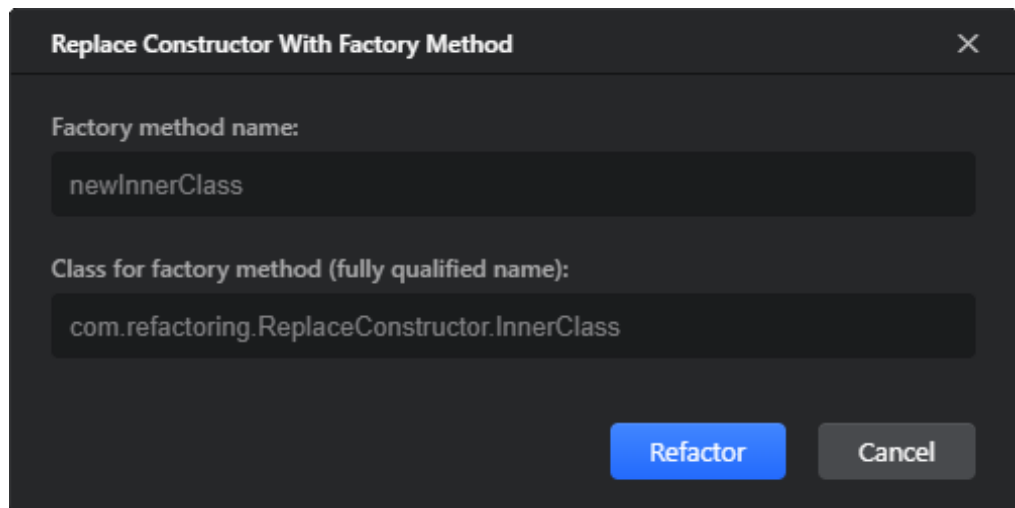 Replace Constructor With Factory Method
Factory method name:
newInnerClass
Class for factory method (fully qualified name):
com.refactoring.ReplaceConstructor.InnerClass
Refactor Cancel